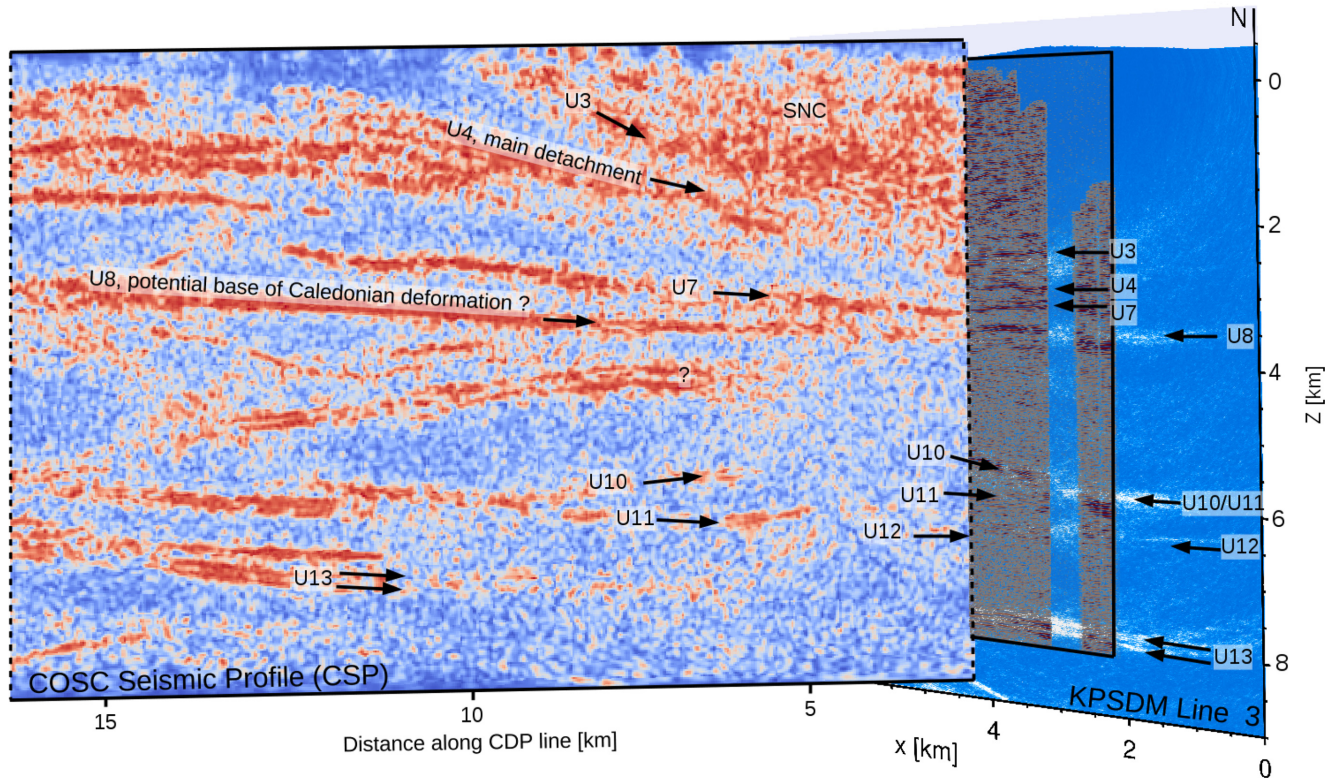 N
0
U3
SNC
U4, main detachment
2
U3
U4
U7
U8, potential base of Caledonian deformation ?
U7
U8
?
4
Z [km]
U10
U10
U11
U11
U10/U11
6
U12
U12
U13
U13
8
COSC Seismic Profile (CSP)
KPSDM Line 3
15
10
5
4
2
0
Distance along CDP line [km]
x [km]